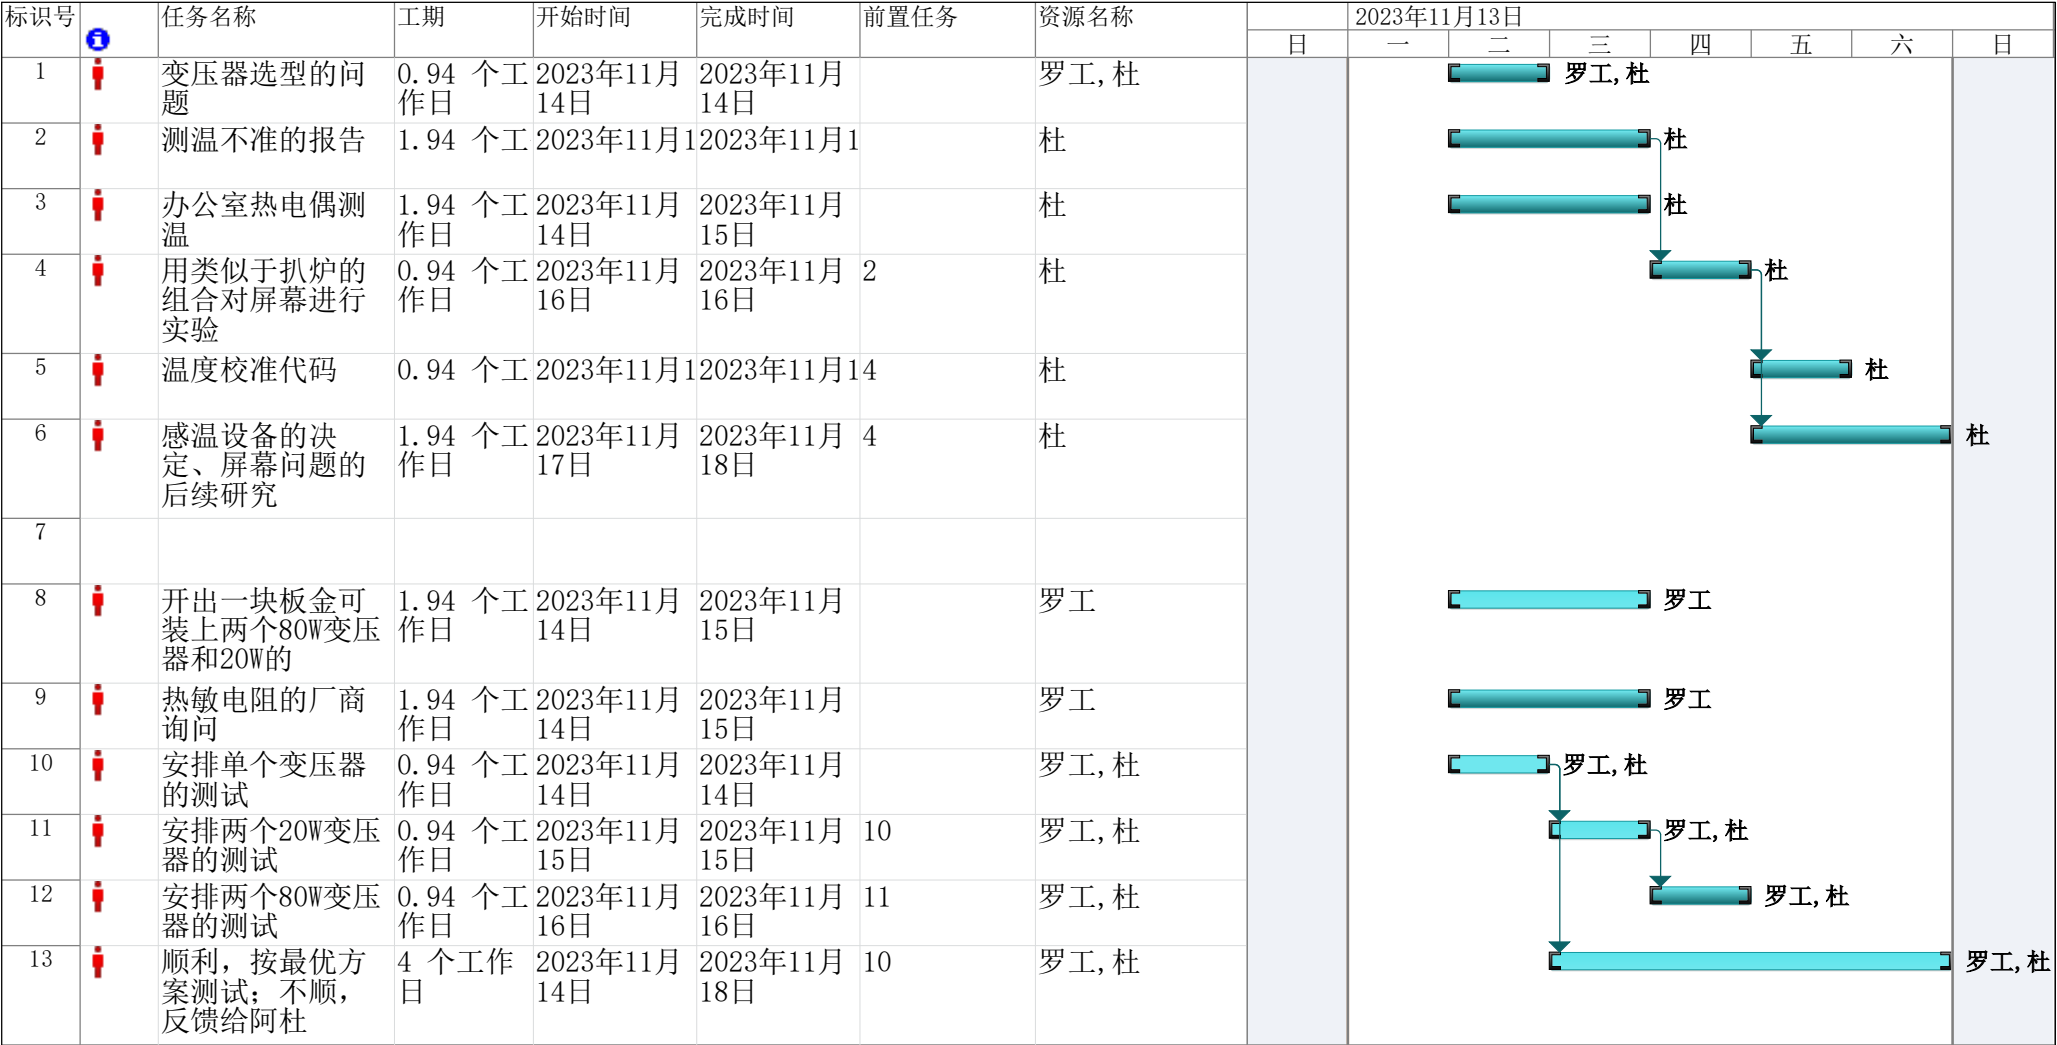 标识号 任务名称 工期 开始时间 完成时间 前置任务 资源名称 2023年11月13日
日 一 二 三 四 五 六 日
1 变压器选型的问 0.94 个工 2023年11月 2023年11月 罗工,杜 罗工,杜
题 作日 14日 14日
2 测温不准的报告 1.94 个工 2023年11月1 2023年11月1 杜 杜
3 办公室热电偶测 1.94 个工 2023年11月 2023年11月 杜 杜
温 作日 14日 15日
4 用类似于扒炉的 0.94 个工 2023年11月 2023年11月 2 杜 杜
组合对屏幕进行 作日 16日 16日
实验
5 温度校准代码 0.94 个工 2023年11月1 2023年11月1 4 杜 杜
6 感温设备的决 1.94 个工 2023年11月 2023年11月 4 杜 杜
定、屏幕问题的 作日 17日 18日
后续研究
7
8 开出一块板金可 1.94 个工 2023年11月 2023年11月 罗工 罗工
装上两个80W变压 作日 14日 15日
器和20W的
9 热敏电阻的厂商 1.94 个工 2023年11月 2023年11月 罗工 罗工
询问 作日 14日 15日
10 安排单个变压器 0.94 个工 2023年11月 2023年11月 罗工,杜 罗工,杜
的测试 作日 14日 14日
11 安排两个20W变压 0.94 个工 2023年11月 2023年11月 10 罗工,杜 罗工,杜
器的测试 作日 15日 15日
12 安排两个80W变压 0.94 个工 2023年11月 2023年11月 11 罗工,杜 罗工,杜
器的测试 作日 16日 16日
13 顺利，按最优方 4 个工作 2023年11月 2023年11月 10 罗工,杜 罗工,杜
案测试；不顺， 日 14日 18日
反馈给阿杜